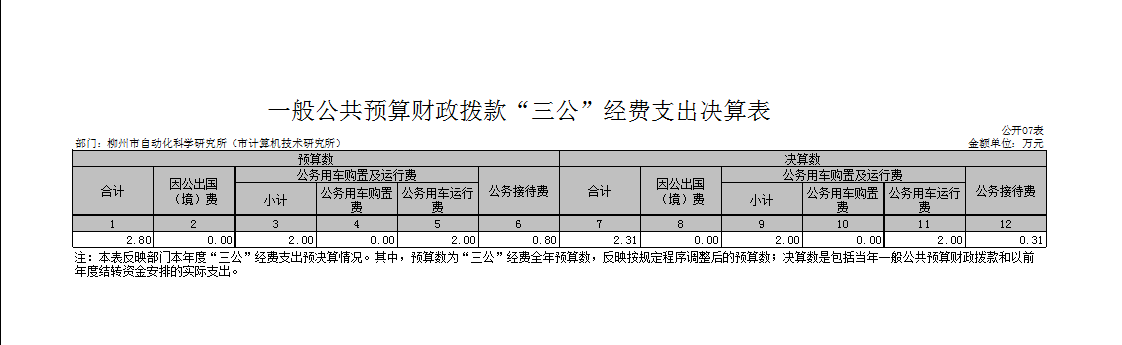 一般公共预算财政拨款“三公”经费支出决算表
公开07表
部门：柳州市自动化科学研究所（市计算机技术研究所）
金额单位：万元
预算数 决算数
合计 因公出国（境）费 公务用车购置及运行费 公务接待费 合计 因公出国（境）费 公务用车购置及运行费 公务接待费
小计 公务用车购置费 公务用车运行费 小计 公务用车购置费 公务用车运行费
1 2 3 4 5 6 7 8 9 10 11 12
2.80 0.00 2.00 0.00 2.00 0.80 2.31 0.00 2.00 0.00 2.00 0.31
注：本表反映部门本年度“三公”经费支出预决算情况。其中，预算数为“三公”经费全年预算数，反映按规定程序调整后的预算数；决算数是包括当年一般公共预算财政拨款和以前
年度结转资金安排的实际支出。